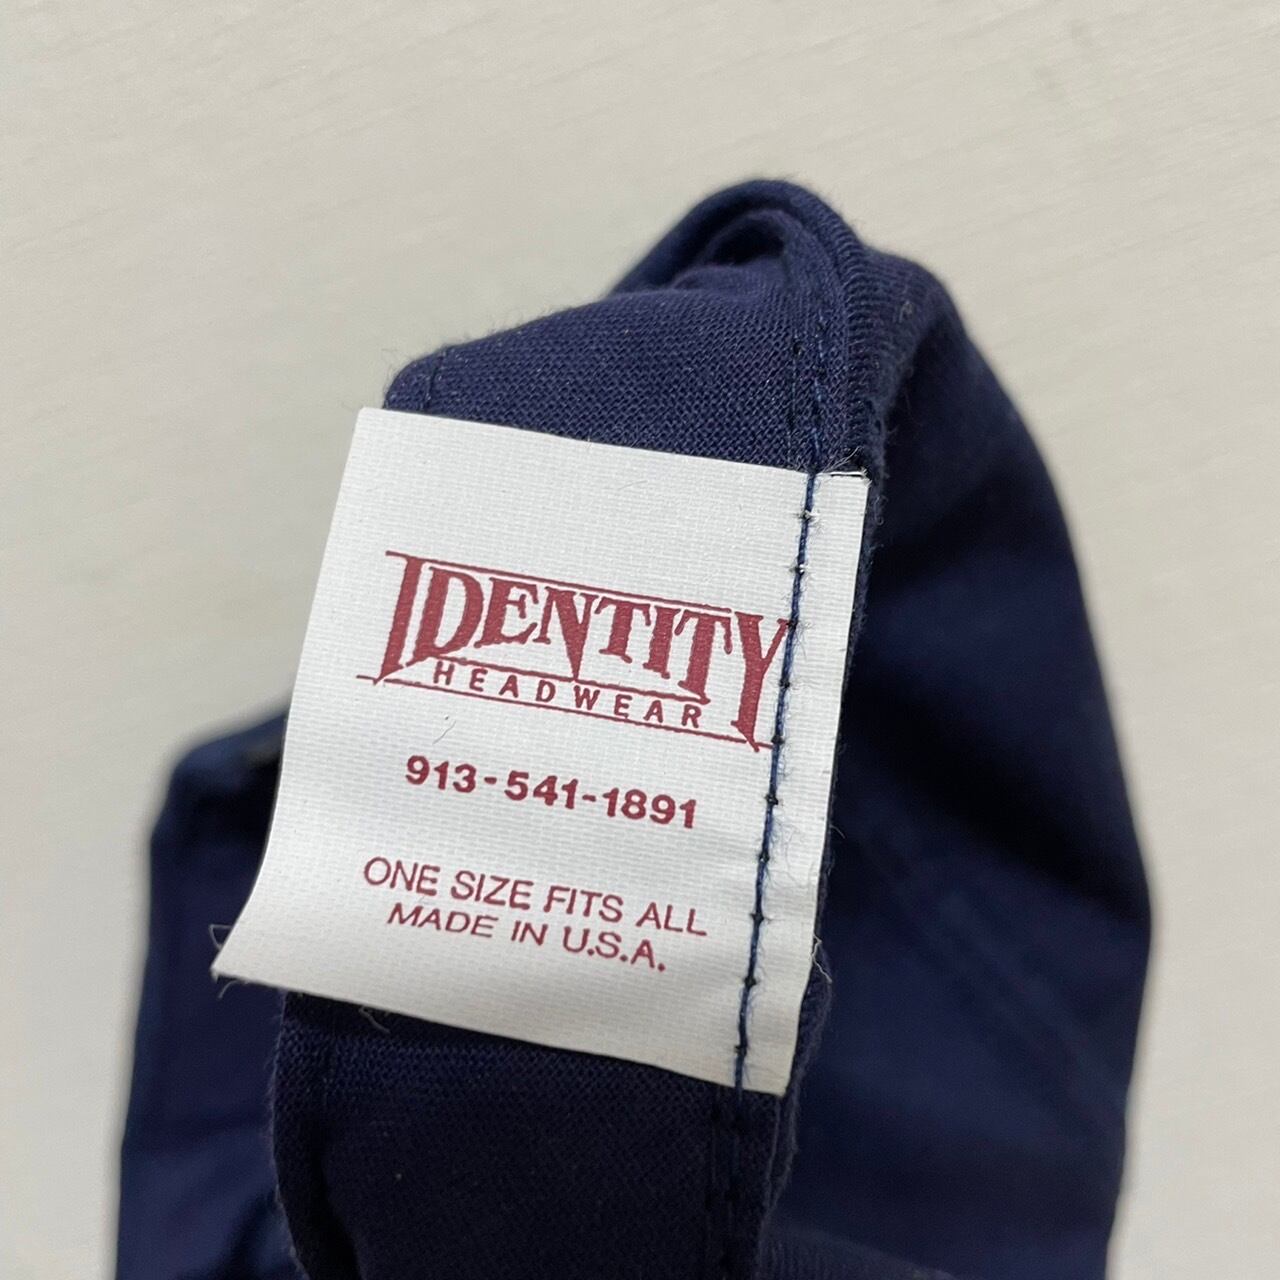 IDENTITY
HEADWEAR
913-541-1891
ONE SIZE FITS ALL
MADE IN U.S.A.